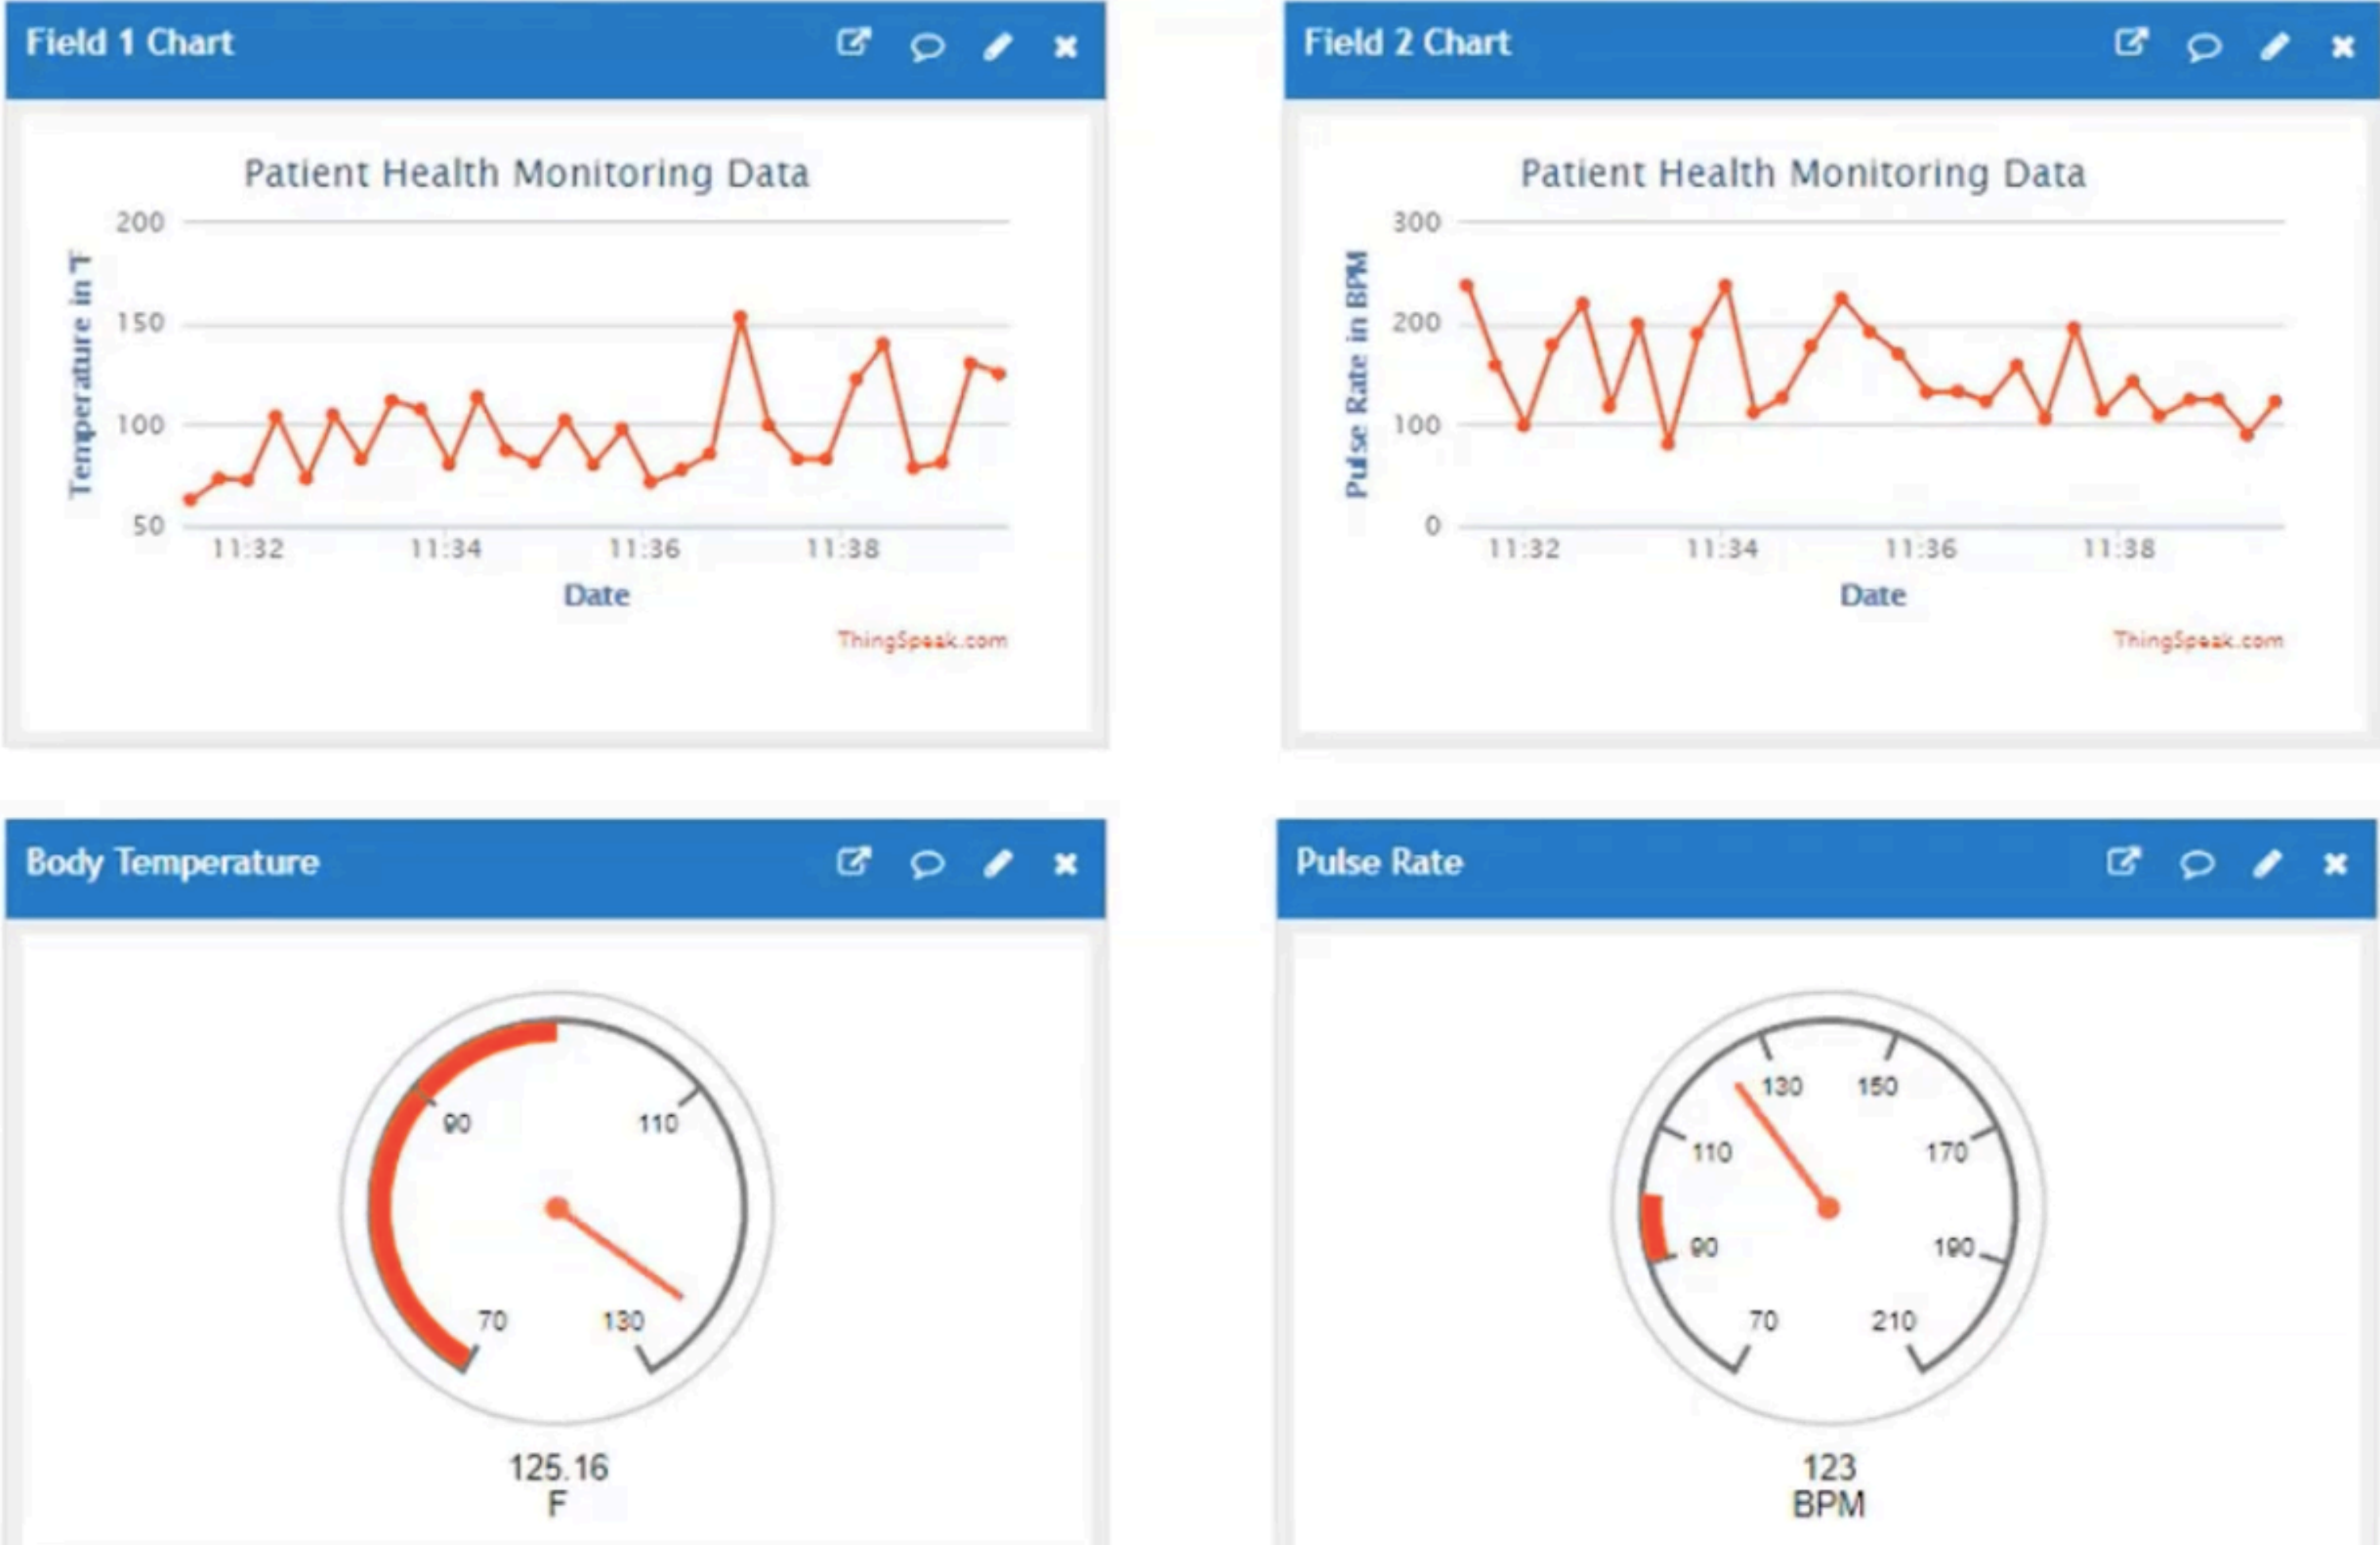 Field 1 Chart
Patient Health Monitoring Data
200
150
100
50
Temperature in °F
11:32 11:34 11:36 11:38
Date
ThingSpeak.com
Field 2 Chart
Patient Health Monitoring Data
300
200
100
0
Pulse Rate in BPM
11:32 11:34 11:36 11:38
Date
ThingSpeak.com
Body Temperature
90 110
70 130
125.16
F
Pulse Rate
130 150
110 170
90 190
70 210
123
BPM